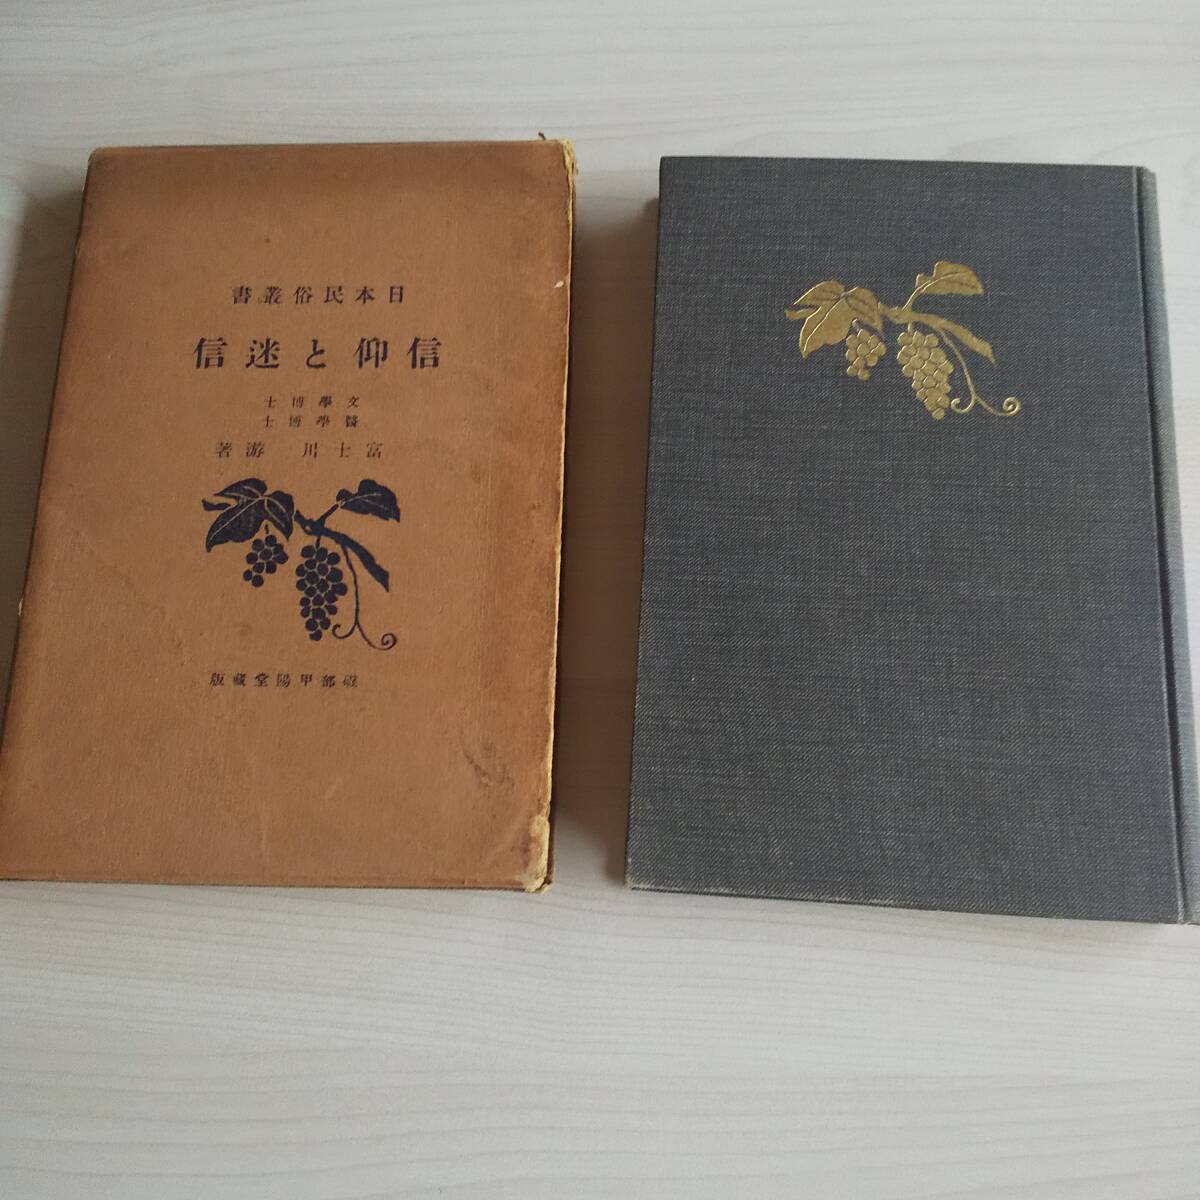 日本民俗叢書
信仰と迷信
文學博士
醫學博士
富士川游著
磯部甲陽堂蔵版